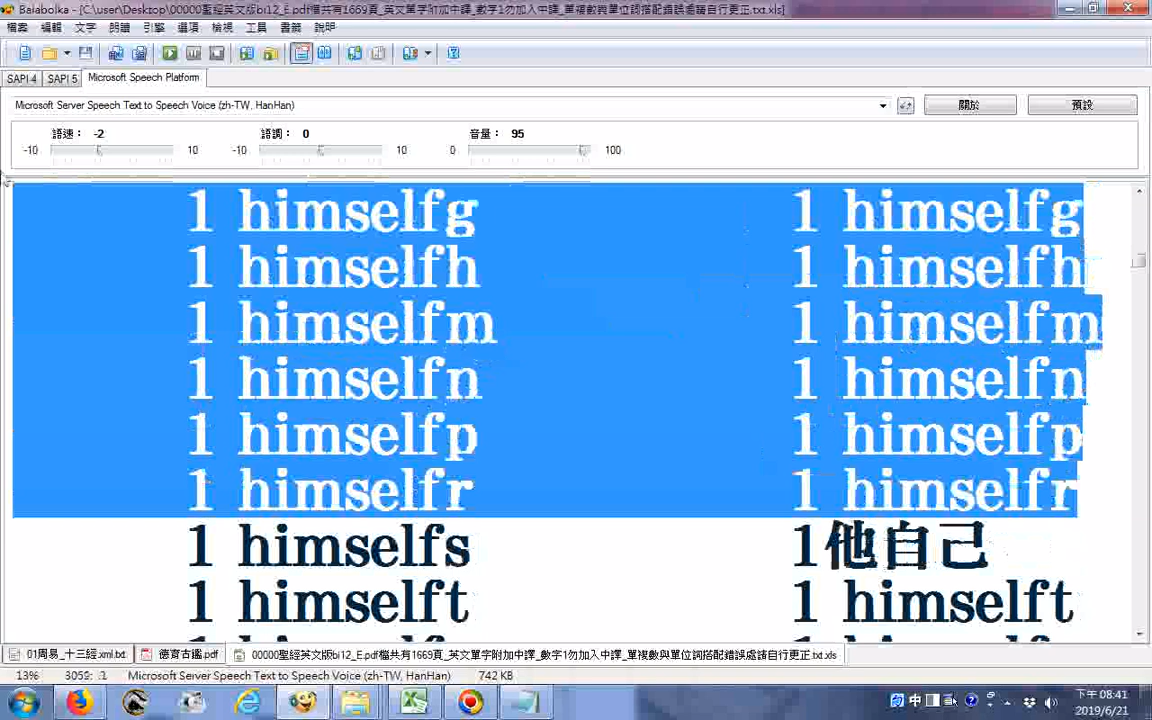 Balabolka - [C:\user\Desktop\00000聖經英文版bi12_E.pdf檔共有1669頁_英文單字附加中譯_數字1勿加入中譯_單複數與單位詞搭配錯誤處請自行更正.txt.xls]
檔案 編輯 文字 朗讀 引擎 選項 檢視 工具 書籤 說明
SAPI 4 SAPI 5 Microsoft Speech Platform
Microsoft Server Speech Text to Speech Voice (zh-TW, HanHan) 關於 預設
語速： -2 語調： 0 音量： 95
-10 10 -10 10 0 100
1 himselfg 1 himselfg
1 himselfh 1 himselfh
1 himselfm 1 himselfm
1 himselfn 1 himselfn
1 himselfp 1 himselfp
1 himselfr 1 himselfr
1 himselfs 1他自己
1 himselft 1 himselft
01周易_十三經.xml.txt 德育古鑑.pdf 00000聖經英文版bi12_E.pdf檔共有1669頁_英文單字附加中譯_數字1勿加入中譯_單複數與單位詞搭配錯誤處請自行更正.txt.xls
13% 3059: 1 Microsoft Server Speech Text to Speech Voice (zh-TW, HanHan) 742 KB
中 下午 08:41
2019/6/21